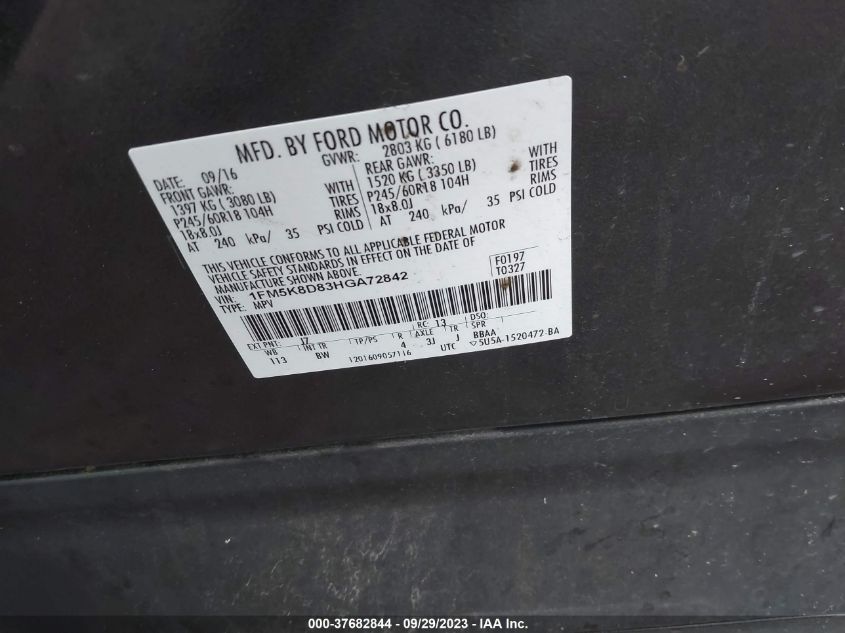 MFD. BY FORD MOTOR CO.
DATE: 09/16 GVWR: 2803 KG ( 6180 LB)
FRONT GAWR: REAR GAWR:
1397 KG ( 3080 LB) WITH 1520 KG ( 3350 LB) WITH
P245/60R18 104H TIRES P245/60R18 104H TIRES
18x8.0J RIMS 18x8.0J RIMS
AT 240 kPa/ 35 PSI COLD AT 240 kPa/ 35 PSI COLD
THIS VEHICLE CONFORMS TO ALL APPLICABLE FEDERAL MOTOR
VEHICLE SAFETY STANDARDS IN EFFECT ON THE DATE OF
MANUFACTURE SHOWN ABOVE.
VIN: 1FM5K8D83HGA72842 F0197
TYPE: MPV T0327
RC: 13 DSO:
EXT PNT: J7
WB INT TR TP/PS R AXLE TR SPR
113 BW 4 3J J BBAA
1201609057116 UTC 5U5A-1520472-BA
000-37682844 - 09/29/2023 - IAA Inc.